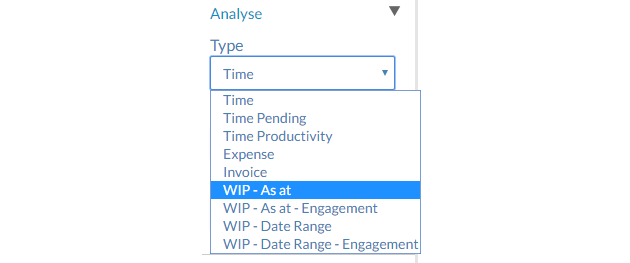 Analyse
Type
Time
Time
Time Pending
Time Productivity
Expense
Invoice
WIP - As at
WIP - As at - Engagement
WIP - Date Range
WIP - Date Range - Engagement